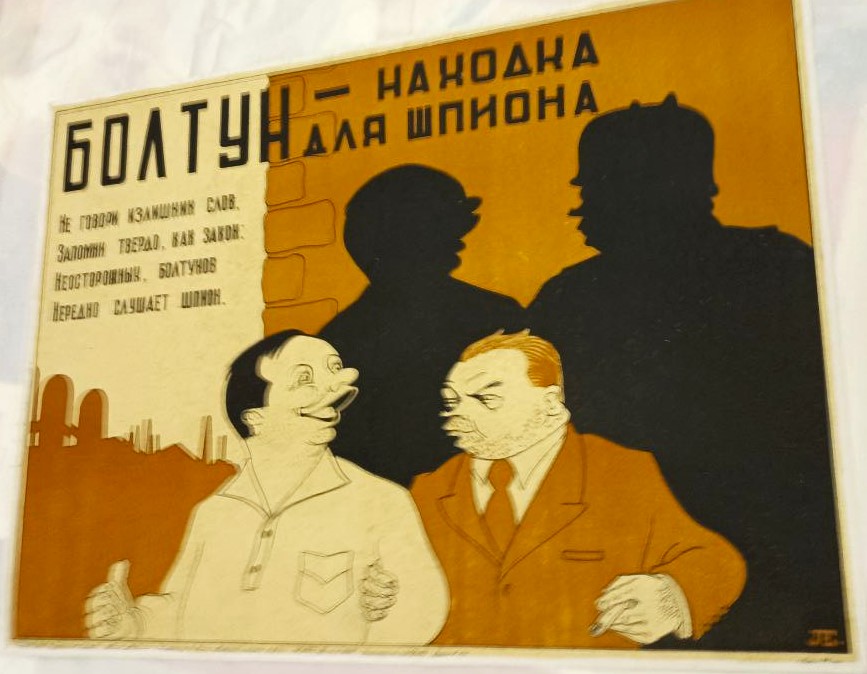 БОЛТУН — НАХОДКА
ДЛЯ ШПИОНА
НЕ ГОВОРИ ИЗЛИШНИХ СЛОВ,
ЗАПОМНИ ТВЕРДО, КАК ЗАКОН:
НЕОСТОРОЖНЫХ, БОЛТУНОВ
НЕРЕДКО СЛУШАЕТ ШПИОН.